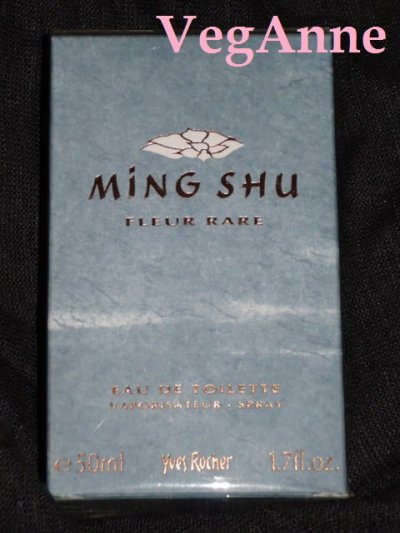 VegAnne
MiNG SHU
FLEUR RARE
EAU DE TOILETTE
VAPORISATEUR - SPRAY
e 50ml Yves Rocher 1.7fl.oz.